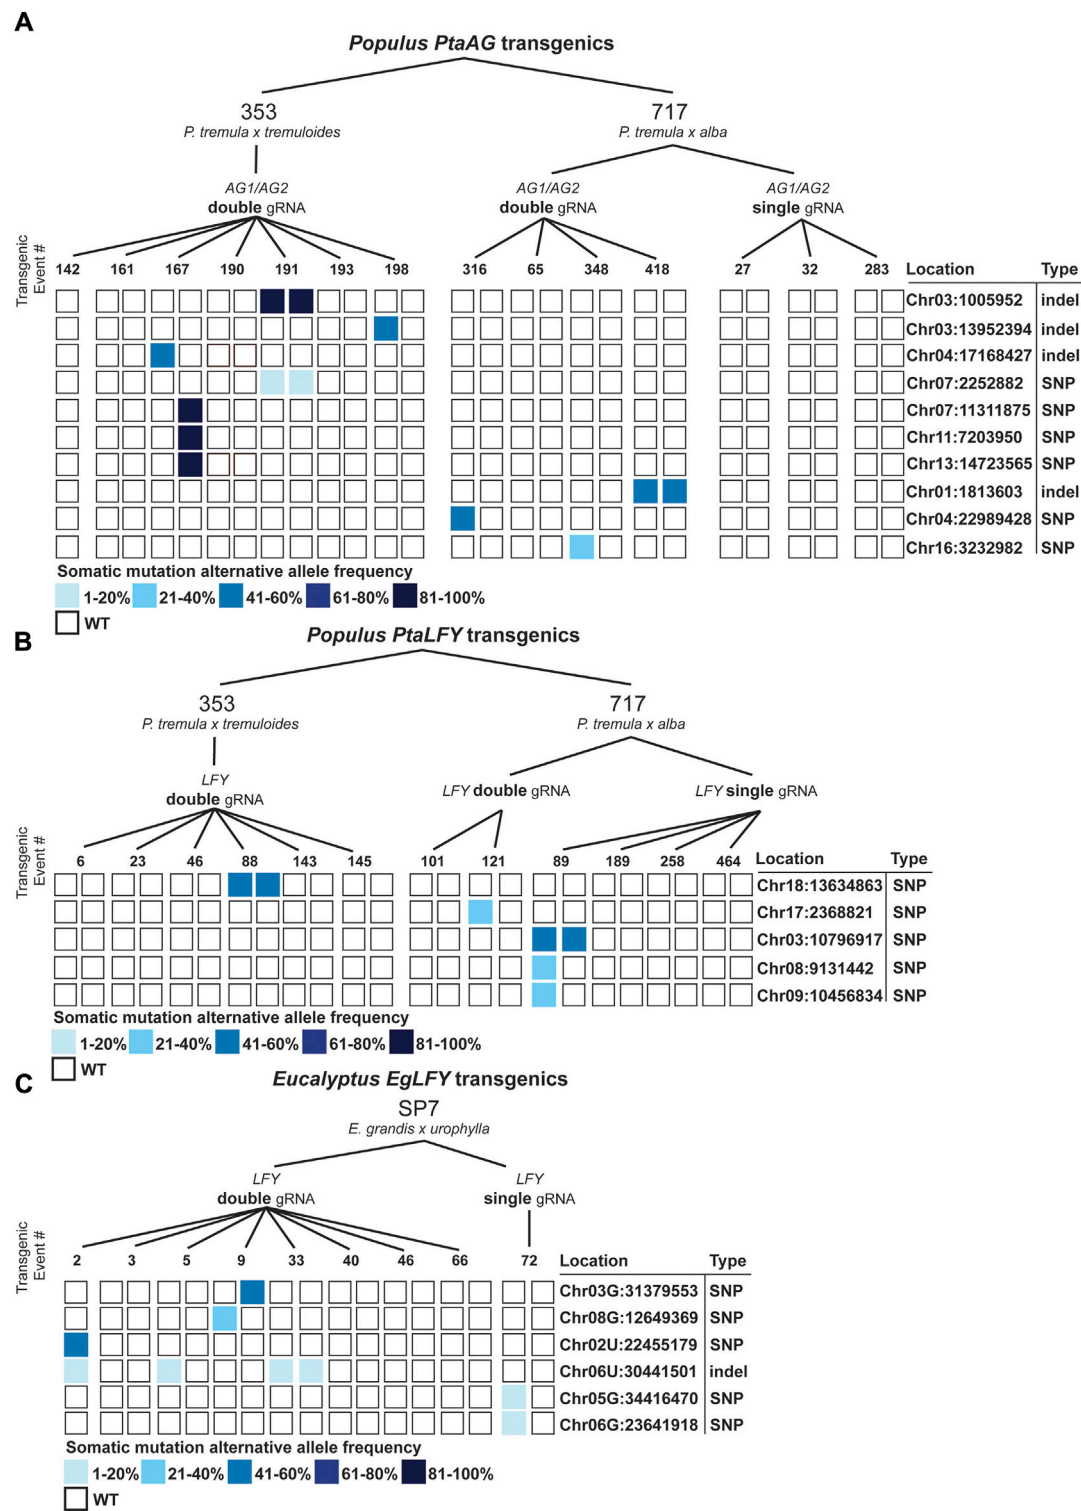 A
Populus PtaAG transgenics
353
717
P. tremula x tremuloides
P. tremula x alba
AG1/AG2
double gRNA
AG1/AG2
double gRNA
AG1/AG2
single gRNA
Transgenic
Event #
142 161 167 190 191 193 198 316 65 348 418 27 32 283 Location Type
Chr03:1005952 indel
Chr03:13952394 indel
Chr04:17168427 indel
Chr07:2252882 SNP
Chr07:11311875 SNP
Chr11:7203950 SNP
Chr13:14723565 SNP
Chr01:1813603 indel
Chr04:22989428 SNP
Chr16:3232982 SNP
Somatic mutation alternative allele frequency
1-20% 21-40% 41-60% 61-80% 81-100%
WT
B
Populus PtaLFY transgenics
353
717
P. tremula x tremuloides
P. tremula x alba
LFY
double gRNA
LFY double gRNA
LFY single gRNA
Transgenic
Event #
6 23 46 88 143 145 101 121 89 189 258 464 Location Type
Chr18:13634863 SNP
Chr17:2368821 SNP
Chr03:10796917 SNP
Chr08:9131442 SNP
Chr09:10456834 SNP
Somatic mutation alternative allele frequency
1-20% 21-40% 41-60% 61-80% 81-100%
WT
C
Eucalyptus EgLFY transgenics
SP7
E. grandis x urophylla
LFY
double gRNA
LFY
single gRNA
Transgenic
Event #
2 3 5 9 33 40 46 66 72 Location Type
Chr03G:31379553 SNP
Chr08G:12649369 SNP
Chr02U:22455179 SNP
Chr06U:30441501 indel
Chr05G:34416470 SNP
Chr06G:23641918 SNP
Somatic mutation alternative allele frequency
1-20% 21-40% 41-60% 61-80% 81-100%
WT